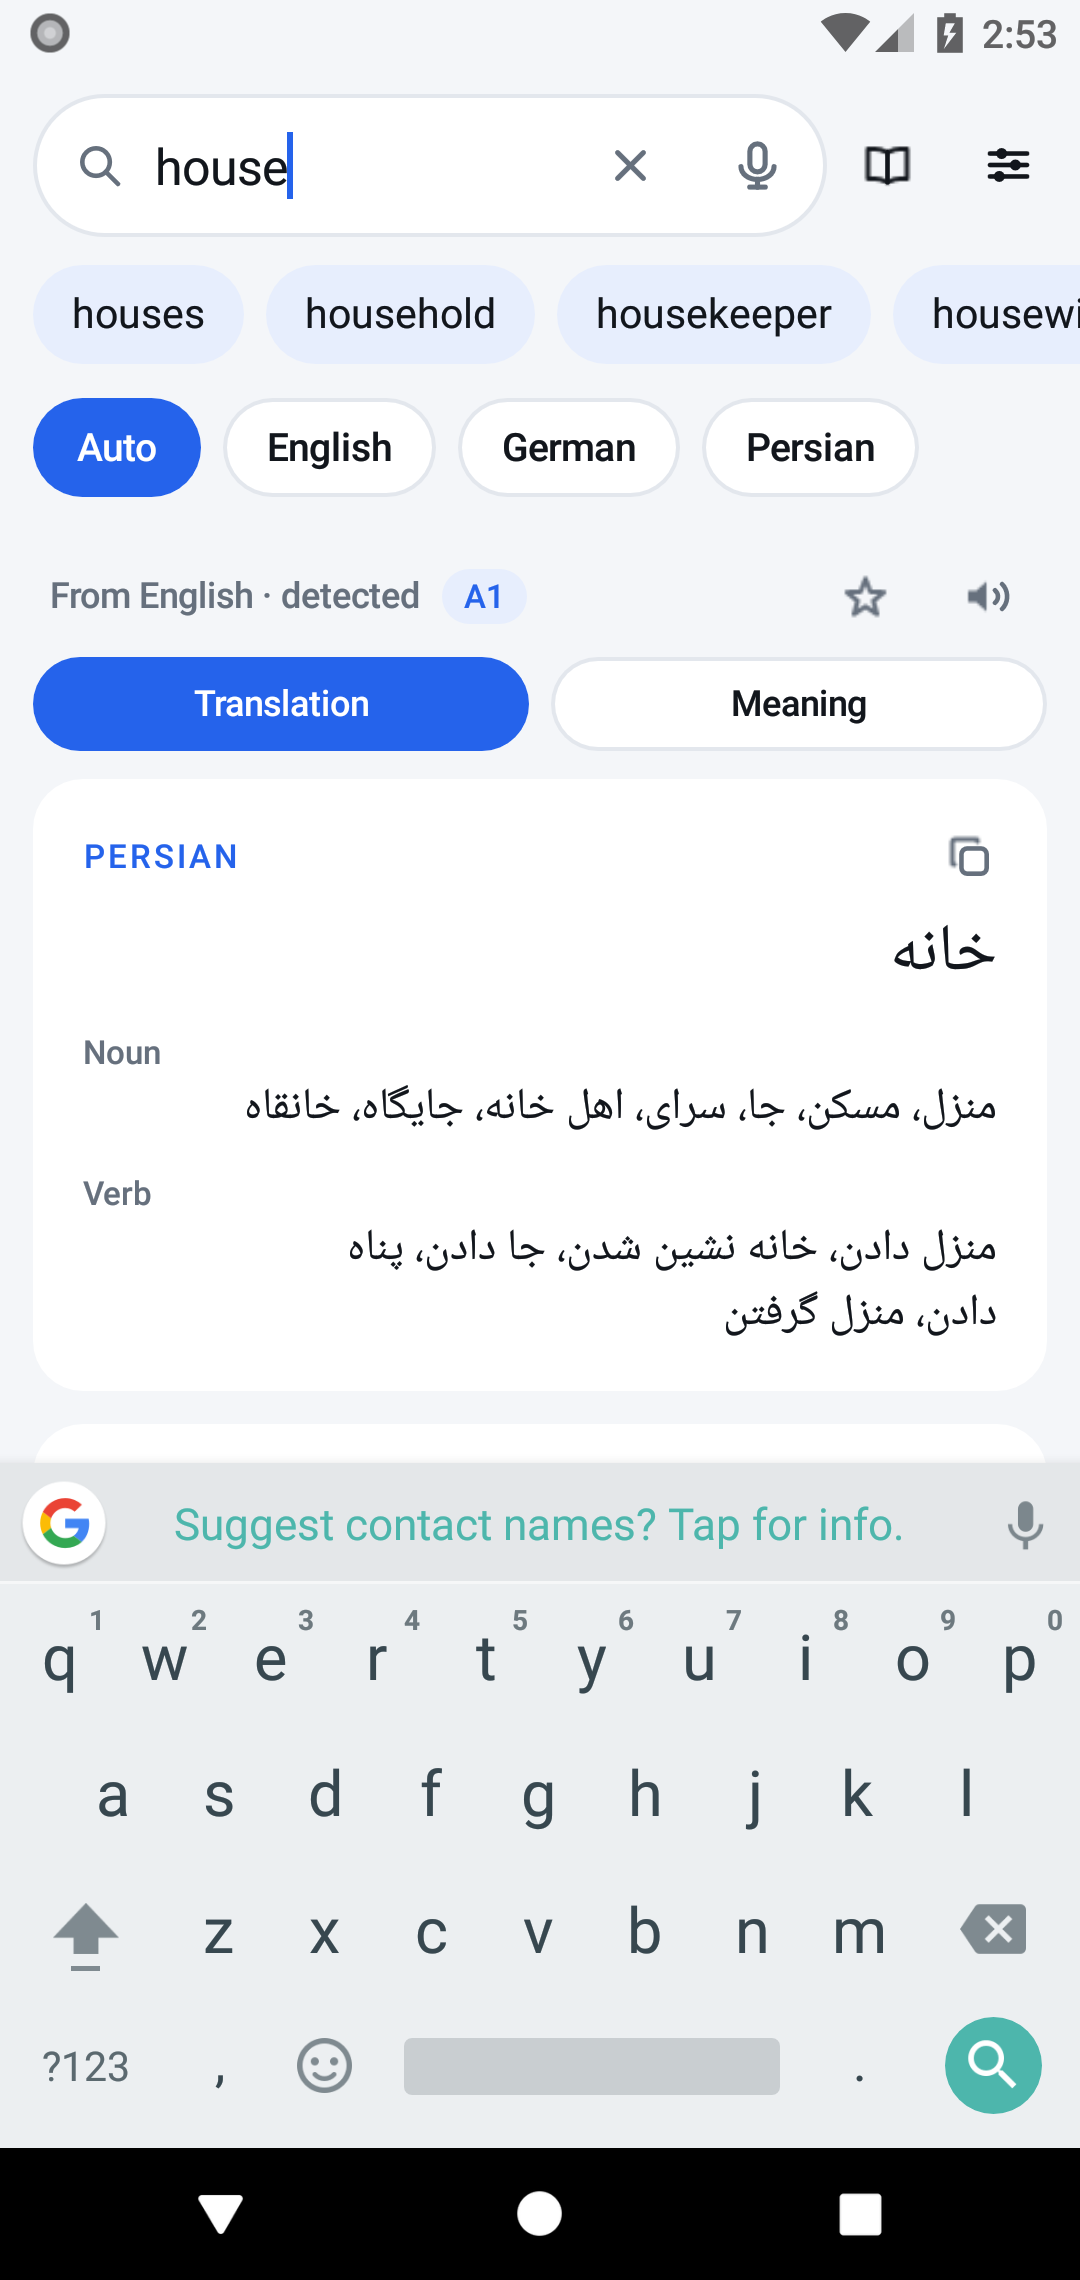 2:53
house
houses household housekeeper housewi
Auto English German Persian
From English · detected A1
Translation Meaning
PERSIAN
خانه
Noun
منزل، مسکن، جا، سرای، اهل خانه، جایگاه، خانقاه
Verb
منزل دادن، خانه نشین شدن، جا دادن، پناه
دادن، منزل گرفتن
Suggest contact names? Tap for info.
1 2 3 4 5 6 7 8 9 0
q w e r t y u i o p
a s d f g h j k l
z x c v b n m
?123 , .